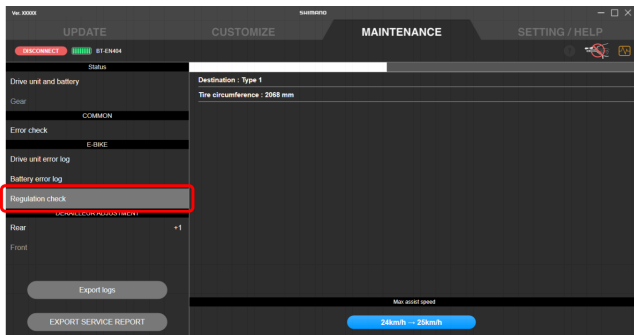 Ver. XXXXX
SHIMANO
UPDATE
CUSTOMIZE
MAINTENANCE
SETTING / HELP
DISCONNECT
BT-EN404
Status
Drive unit and battery
Gear
COMMON
Error check
E-BIKE
Drive unit error log
Battery error log
Regulation check
DERAILLEUR ADJUSTMENT
Rear +1
Front
Export logs
EXPORT SERVICE REPORT
Destination : Type 1
Tire circumference : 2068 mm
Max assist speed
24km/h → 25km/h